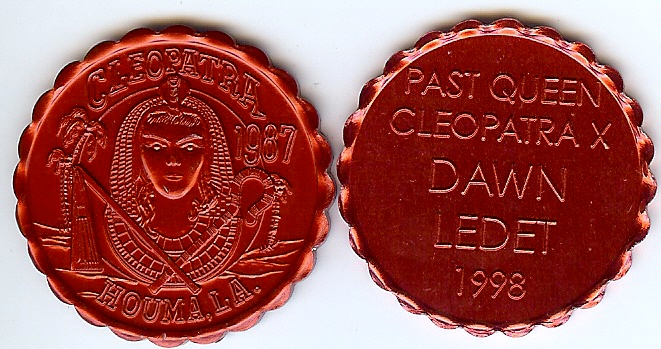 CLEOPATRA
1987
HOUMA, LA.
PAST QUEEN
CLEOPATRA X
DAWN
LEDET
1998